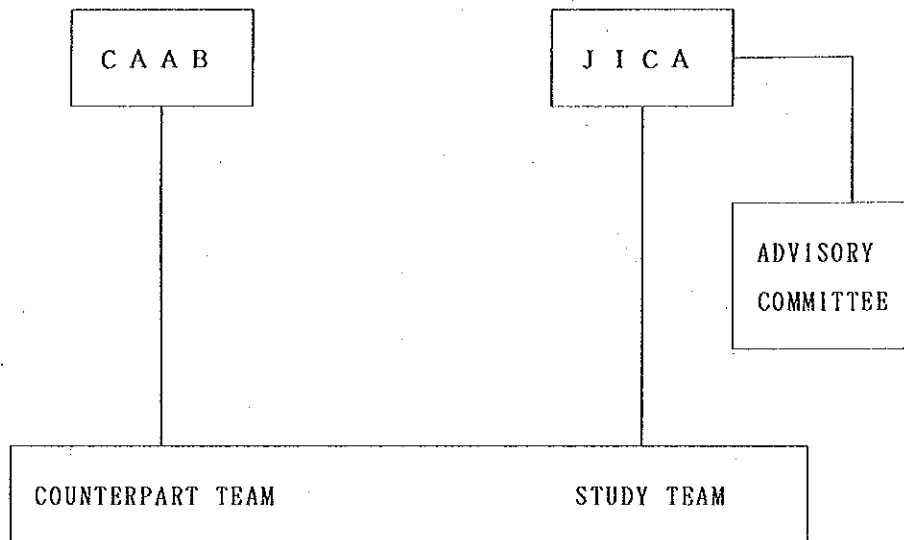 CAAB
JICA
ADVISORY
COMMITTEE
COUNTERPART TEAM
STUDY TEAM